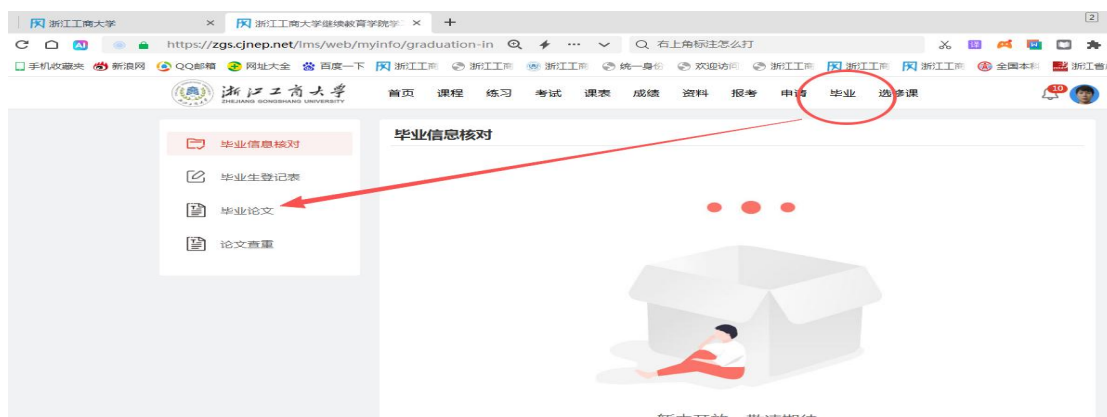 浙江工商大学 × 浙江工商大学继续教育学院学 × +
2
https://zgs.cjnep.net/lms/web/myinfo/graduation-in 右上角标注怎么打
手机收藏夹 新浪网 QQ邮箱 网址大全 百度一下 浙江工商 浙江工商 浙江工商 统一身份 欢迎访问 浙江工商 浙江工商 浙江工商 全国本科 浙江省
浙江工商大学 首页 课程 练习 考试 课表 成绩 资料 报考 申请 毕业 选修课 10
ZHEJIANG GONGSHANG UNIVERSITY
毕业信息核对
毕业信息核对
毕业生登记表
毕业论文
论文查重